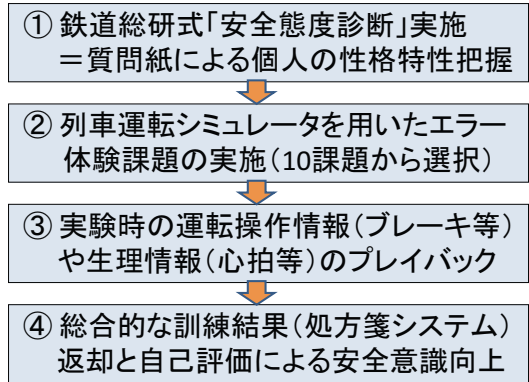 ① 鉄道総研式「安全態度診断」実施
＝質問紙による個人の性格特性把握
② 列車運転シミュレータを用いたエラー
体験課題の実施(10課題から選択)
③ 実験時の運転操作情報(ブレーキ等)
や生理情報(心拍等)のプレイバック
④ 総合的な訓練結果(処方箋システム)
返却と自己評価による安全意識向上